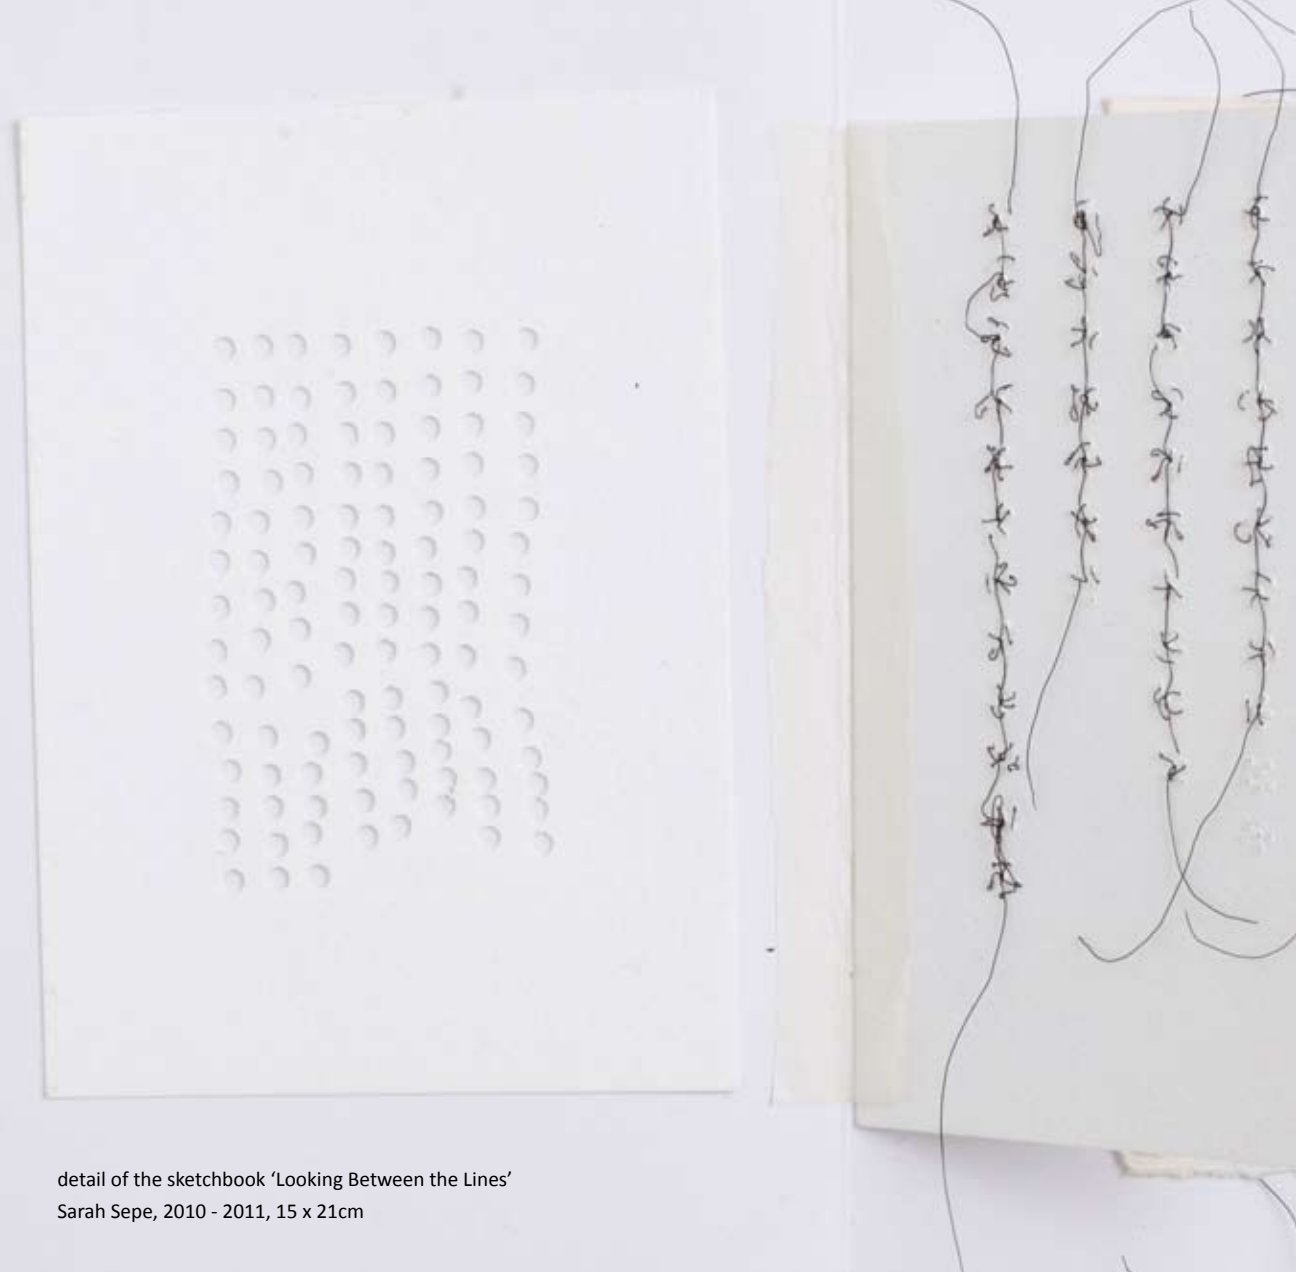 detail of the sketchbook ‘Looking Between the Lines’
Sarah Sepe, 2010 - 2011, 15 x 21cm